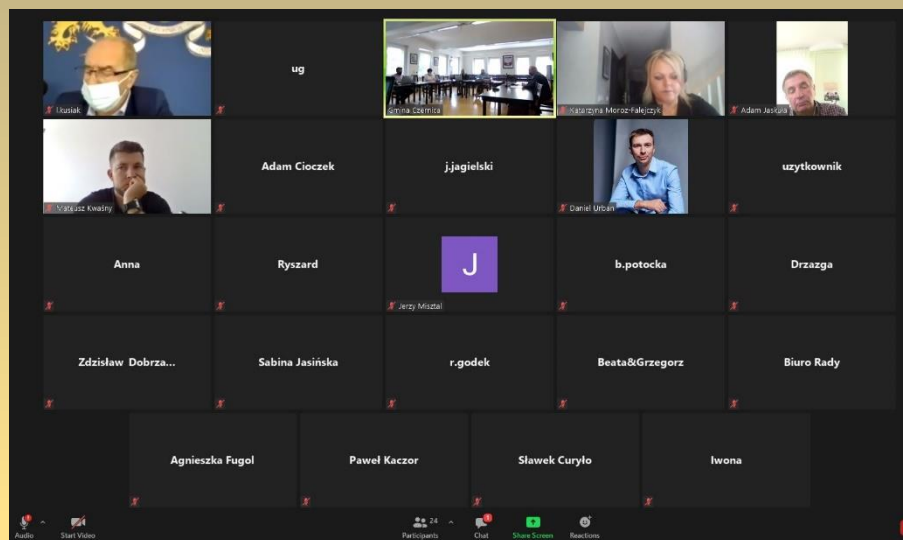 l.kusiak
ug
Gmina Czernica
Katarzyna Moroz-Falejczyk
Adam Jaskuła
Mateusz Kwaśny
Adam Cioczek
j.jagielski
Daniel Urban
uzytkownik
Anna
Ryszard
J
Jerzy Misztal
b.potocka
Drzazga
Zdzisław Dobrza...
Sabina Jasińska
r.godek
Beata&Grzegorz
Biuro Rady
Agnieszka Fugol
Paweł Kaczor
Sławek Curyło
Iwona
Audio
Start Video
24
Participants
Chat
Share Screen
Reactions